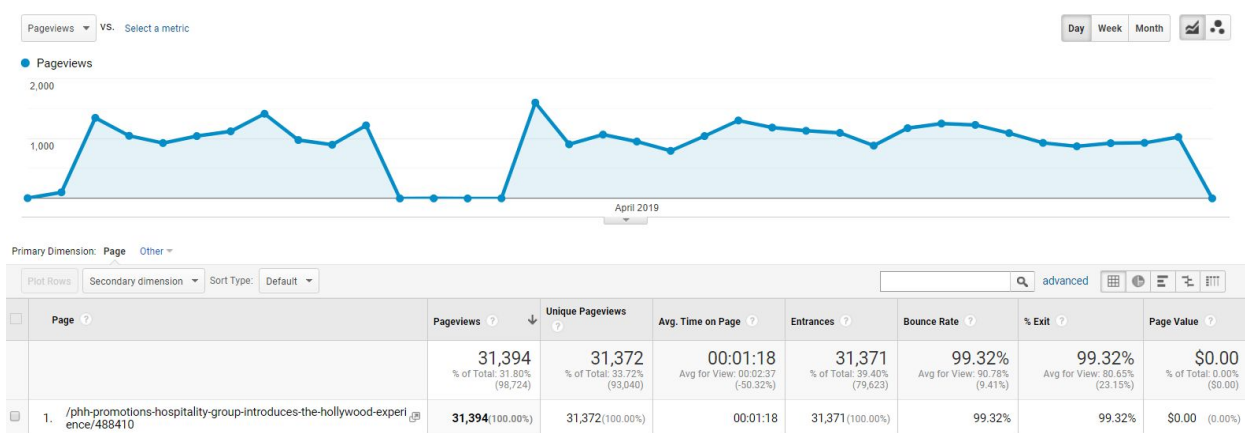 Pageviews VS. Select a metric Day Week Month
Pageviews
2,000
1,000
April 2019
Primary Dimension: Page Other
Plot Rows Secondary dimension Sort Type: Default advanced
Page ? Pageviews ? Unique Pageviews ? Avg. Time on Page ? Entrances ? Bounce Rate ? % Exit ? Page Value ?
31,394 31,372 00:01:18 31,371 99.32% 99.32% $0.00
% of Total: 31.80% % of Total: 33.72% Avg for View: 00:02:37 % of Total: 39.40% Avg for View: 90.78% Avg for View: 80.65% % of Total: 0.00%
(98,724) (93,040) (-50.32%) (79,623) (9.41%) (23.15%) ($0.00)
1. /phh-promotions-hospitality-group-introduces-the-hollywood-experi
ence/488410 31,394(100.00%) 31,372(100.00%) 00:01:18 31,371(100.00%) 99.32% 99.32% $0.00 (0.00%)